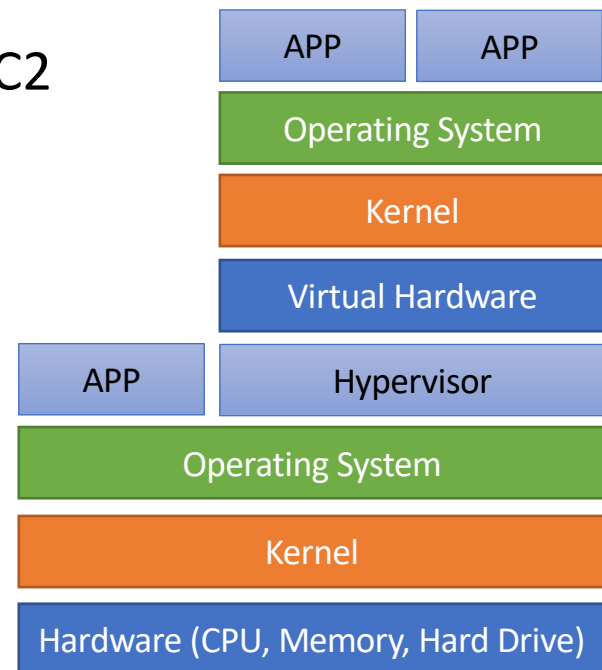 C2
APP APP
Operating System
Kernel
Virtual Hardware
APP Hypervisor
Operating System
Kernel
Hardware (CPU, Memory, Hard Drive)